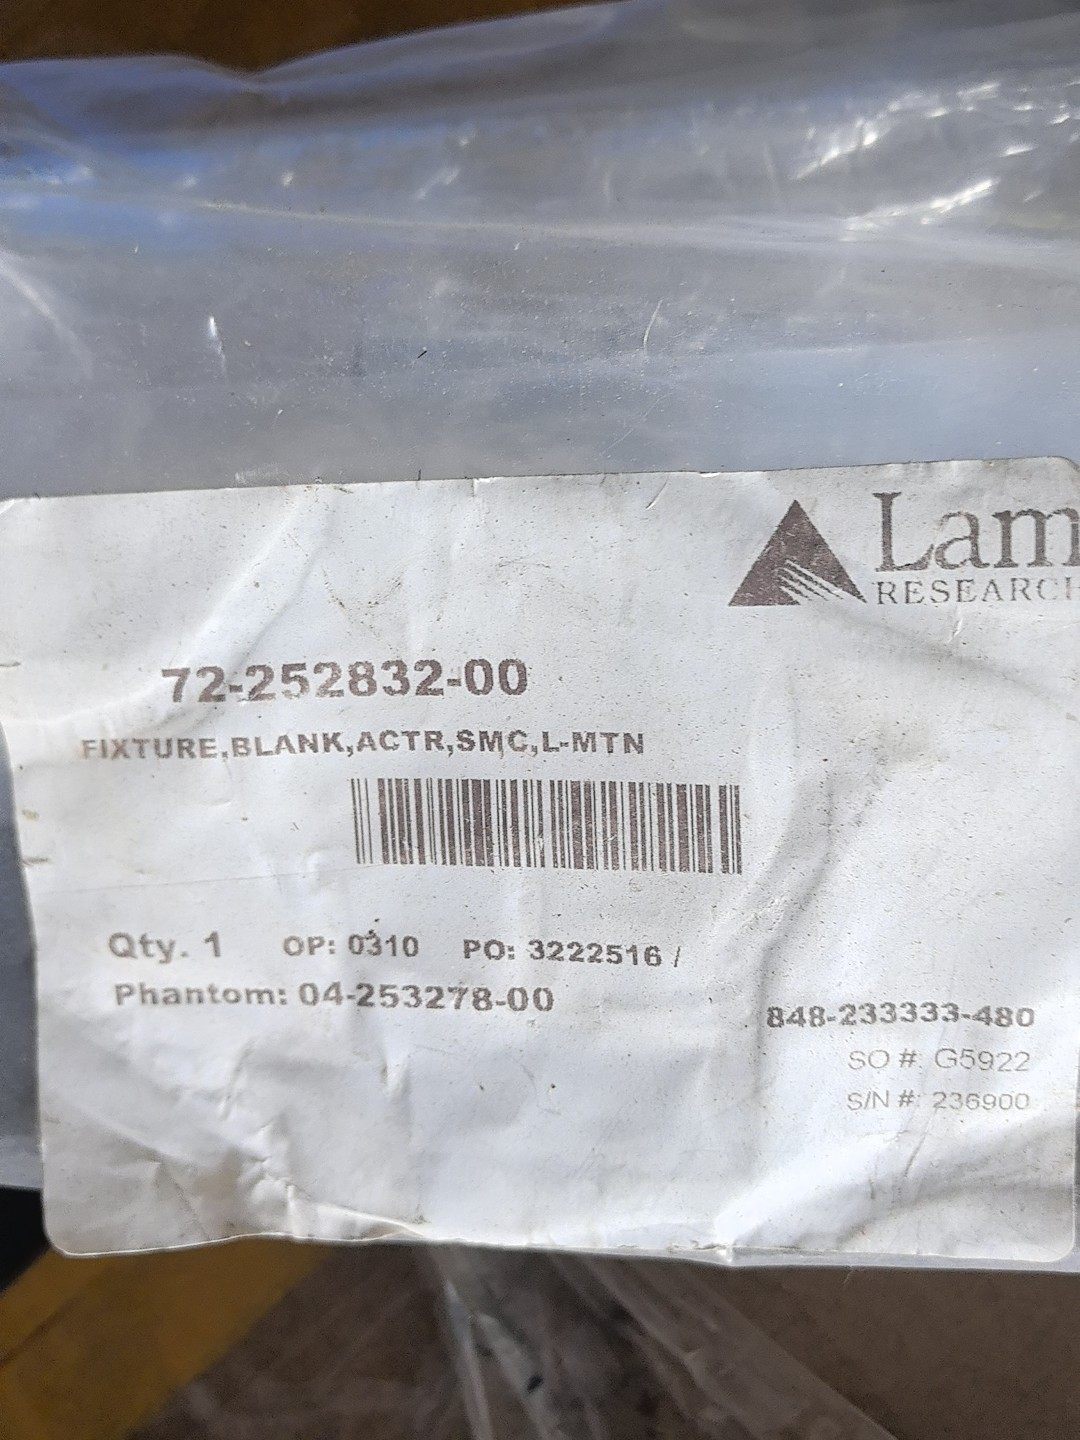 Lam
RESEARCH
72-252832-00
FIXTURE,BLANK,ACTR,SMC,L-MTN
Qty. 1 OP: 0310 PO: 3222516 /
Phantom: 04-253278-00
848-233333-480
SO #: G5922
S/N #: 236900